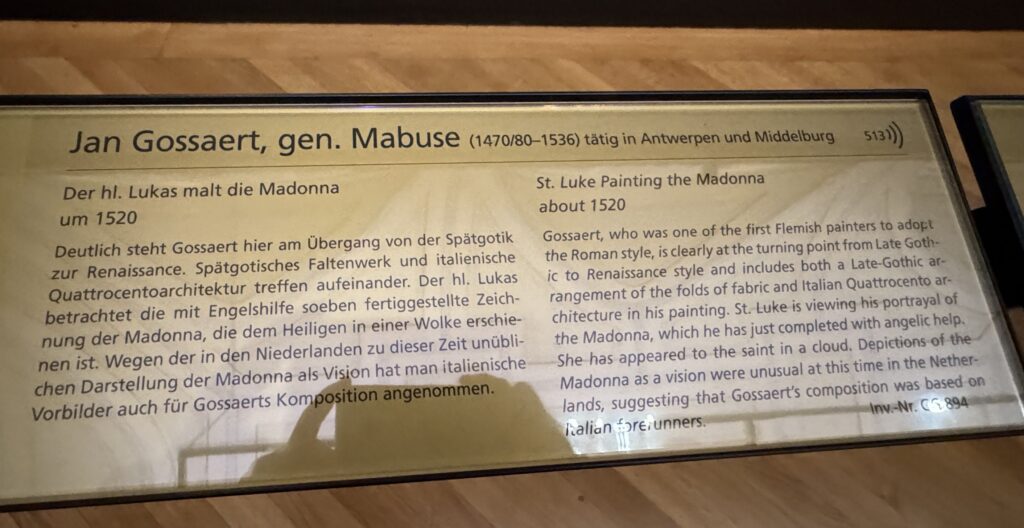 Jan Gossaert, gen. Mabuse (1470/80–1536) tätig in Antwerpen und Middelburg 513
Der hl. Lukas malt die Madonna
um 1520
Deutlich steht Gossaert hier am Übergang von der Spätgotik
zur Renaissance. Spätgotisches Faltenwerk und italienische
Quattrocentoarchitektur treffen aufeinander. Der hl. Lukas
betrachtet die mit Engelshilfe soeben fertiggestellte Zeich-
nung der Madonna, die dem Heiligen in einer Wolke erschie-
nen ist. Wegen der in den Niederlanden zu dieser Zeit unübli-
chen Darstellung der Madonna als Vision hat man italienische
Vorbilder auch für Gossaerts Komposition angenommen.
St. Luke Painting the Madonna
about 1520
Gossaert, who was one of the first Flemish painters to adopt
the Roman style, is clearly at the turning point from Late Goth-
ic to Renaissance style and includes both a Late-Gothic ar-
rangement of the folds of fabric and Italian Quattrocento ar-
chitecture in his painting. St. Luke is viewing his portrayal of
the Madonna, which he has just completed with angelic help.
She has appeared to the saint in a cloud. Depictions of the
Madonna as a vision were unusual at this time in the Nether-
lands, suggesting that Gossaert's composition was based on
Italian forerunners.
Inv.-Nr. GG 894